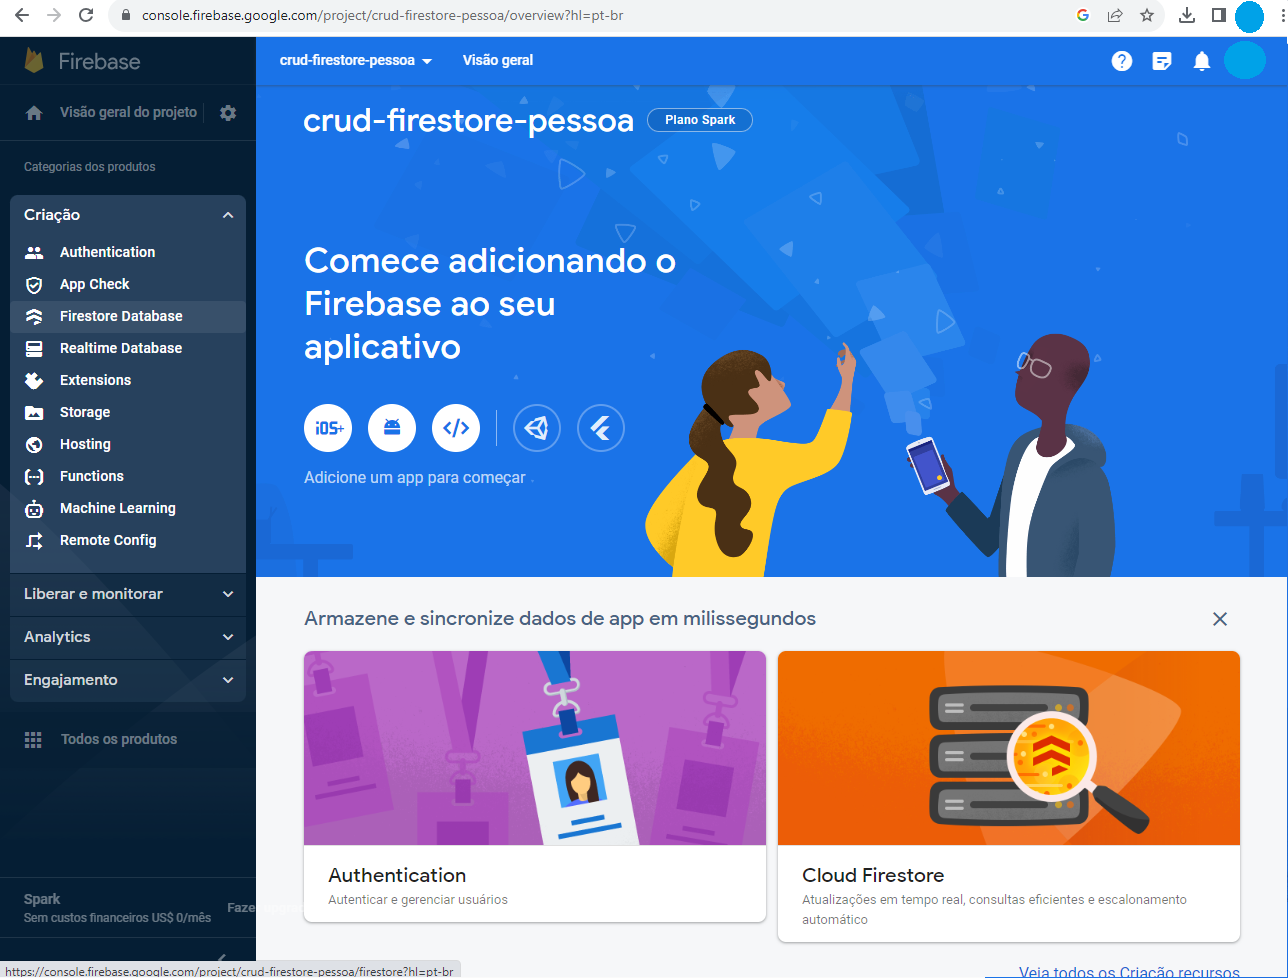 console.firebase.google.com/project/crud-firestore-pessoa/overview?hl=pt-br
Firebase
crud-firestore-pessoa
Visão geral
Visão geral do projeto
crud-firestore-pessoa
Plano Spark
Categorias dos produtos
Criação
Authentication
App Check
Firestore Database
Realtime Database
Extensions
Storage
Hosting
Functions
Machine Learning
Remote Config
Liberar e monitorar
Analytics
Engajamento
Todos os produtos
Spark
Sem custos financeiros US$ 0/mês
https://console.firebase.google.com/project/crud-firestore-pessoa/firestore?hl=pt-br
Comece adicionando o
Firebase ao seu
aplicativo
iOS+
Adicione um app para começar
Armazene e sincronize dados de app em milissegundos
Authentication
Autenticar e gerenciar usuários
Cloud Firestore
Atualizações em tempo real, consultas eficientes e escalonamento
automático
Veja todos os Criação recursos